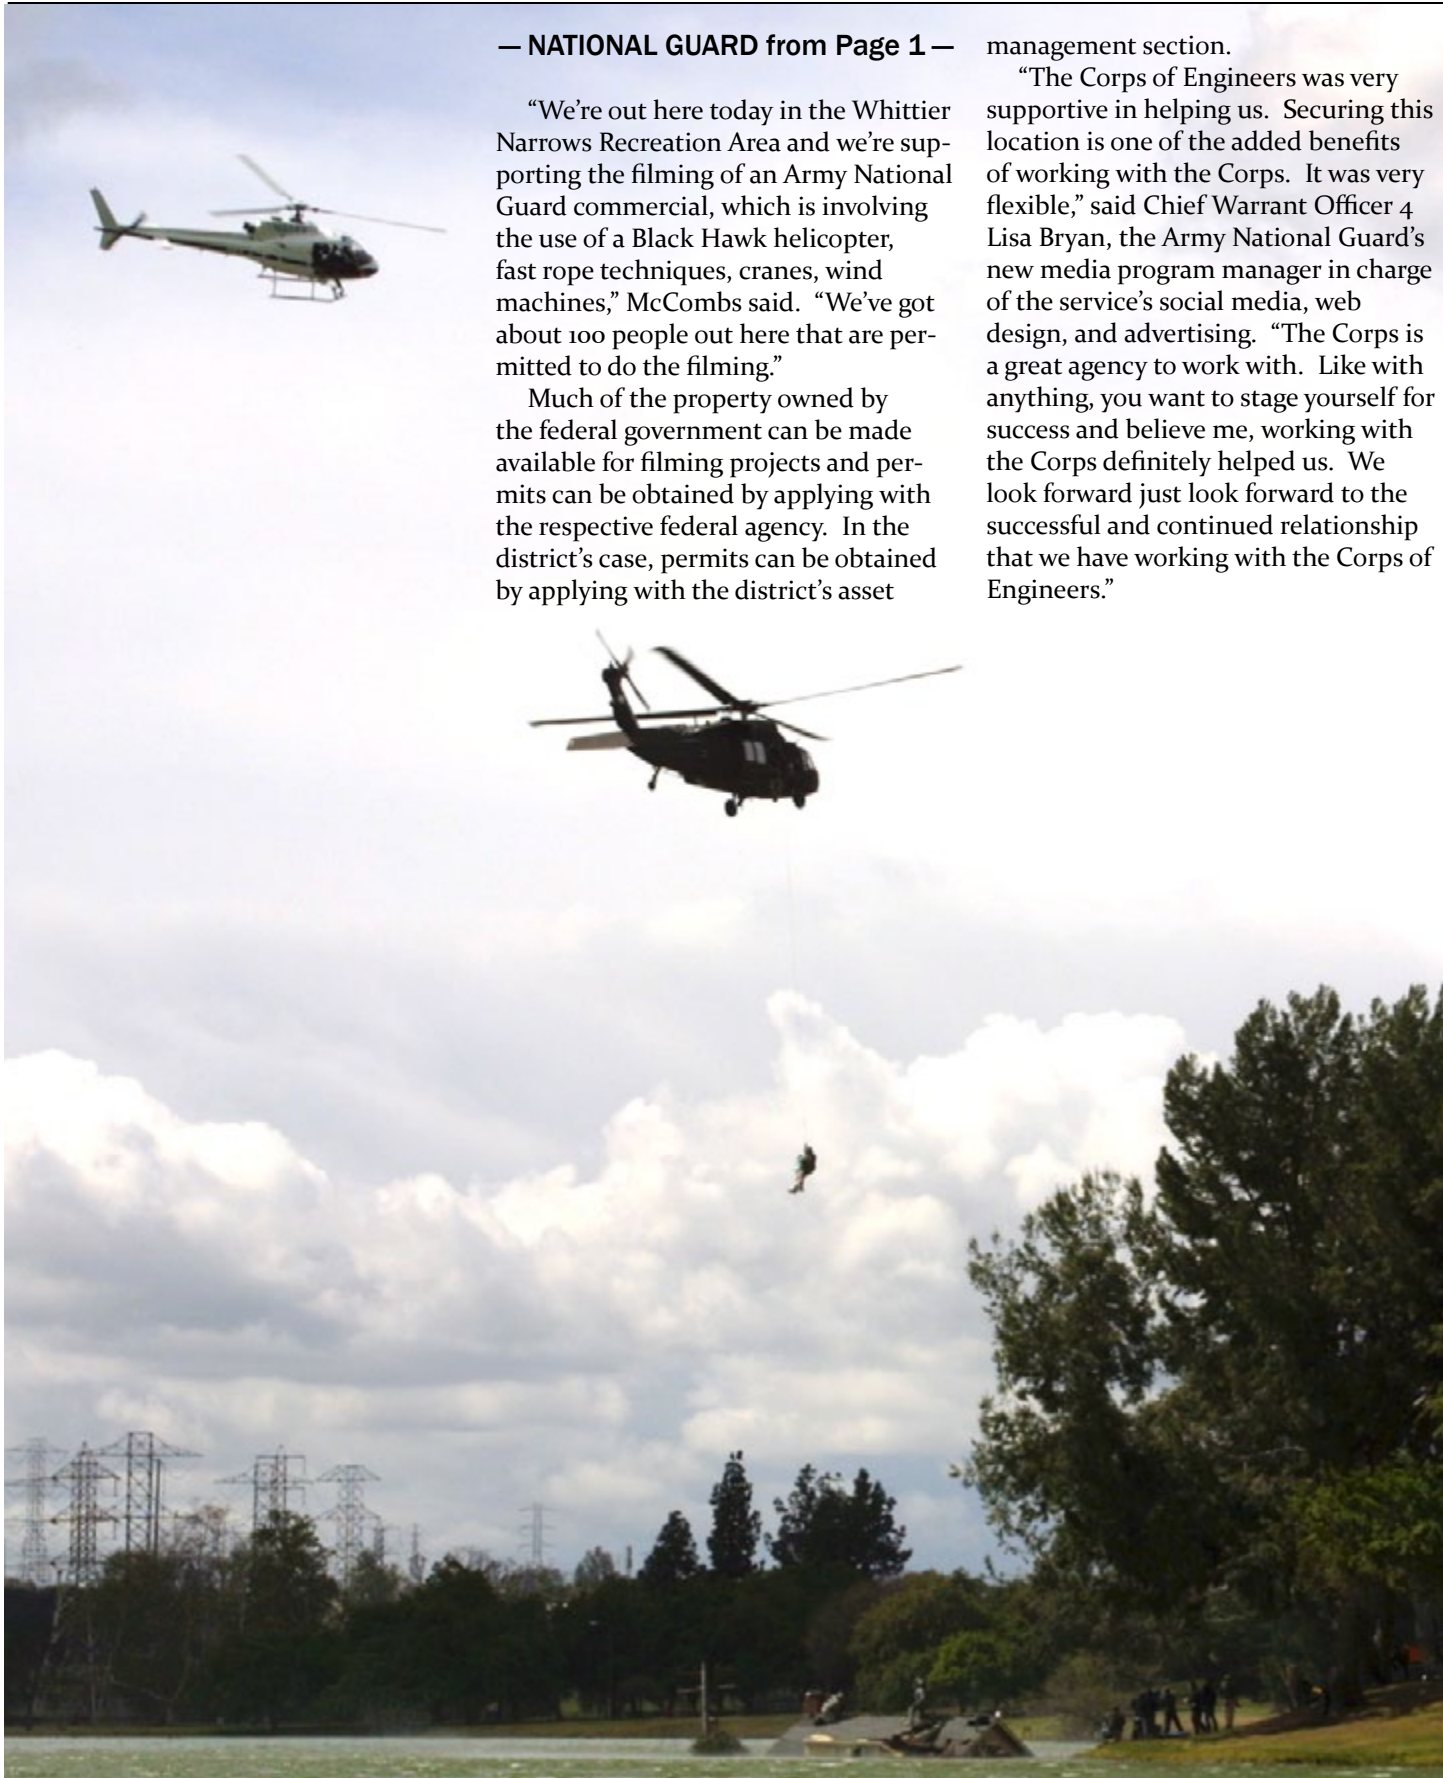 — NATIONAL GUARD from Page 1 —
“We’re out here today in the Whittier
Narrows Recreation Area and we’re sup-
porting the filming of an Army National
Guard commercial, which is involving
the use of a Black Hawk helicopter,
fast rope techniques, cranes, wind
machines,” McCombs said.  “We’ve got
about 100 people out here that are per-
mitted to do the filming.”
Much of the property owned by
the federal government can be made
available for filming projects and per-
mits can be obtained by applying with
the respective federal agency.  In the
district’s case, permits can be obtained
by applying with the district’s asset
management section.
“The Corps of Engineers was very
supportive in helping us.  Securing this
location is one of the added benefits
of working with the Corps.  It was very
flexible,” said Chief Warrant Officer 4
Lisa Bryan, the Army National Guard’s
new media program manager in charge
of the service’s social media, web
design, and advertising.  “The Corps is
a great agency to work with.  Like with
anything, you want to stage yourself for
success and believe me, working with
the Corps definitely helped us.  We
look forward just look forward to the
successful and continued relationship
that we have working with the Corps of
Engineers.”